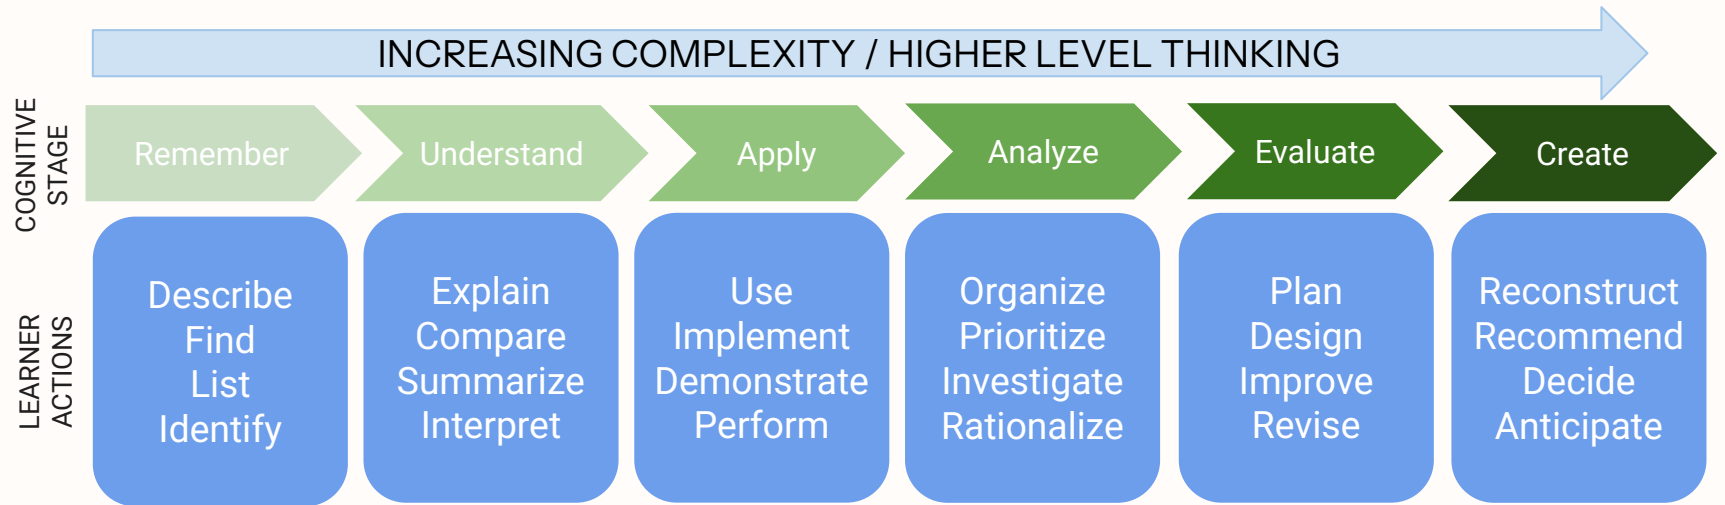 INCREASING COMPLEXITY / HIGHER LEVEL THINKING
COGNITIVE
STAGE
Remember
Understand
Apply
Analyze
Evaluate
Create
LEARNER
ACTIONS
Describe
Find
List
Identify
Explain
Compare
Summarize
Interpret
Use
Implement
Demonstrate
Perform
Organize
Prioritize
Investigate
Rationalize
Plan
Design
Improve
Revise
Reconstruct
Recommend
Decide
Anticipate